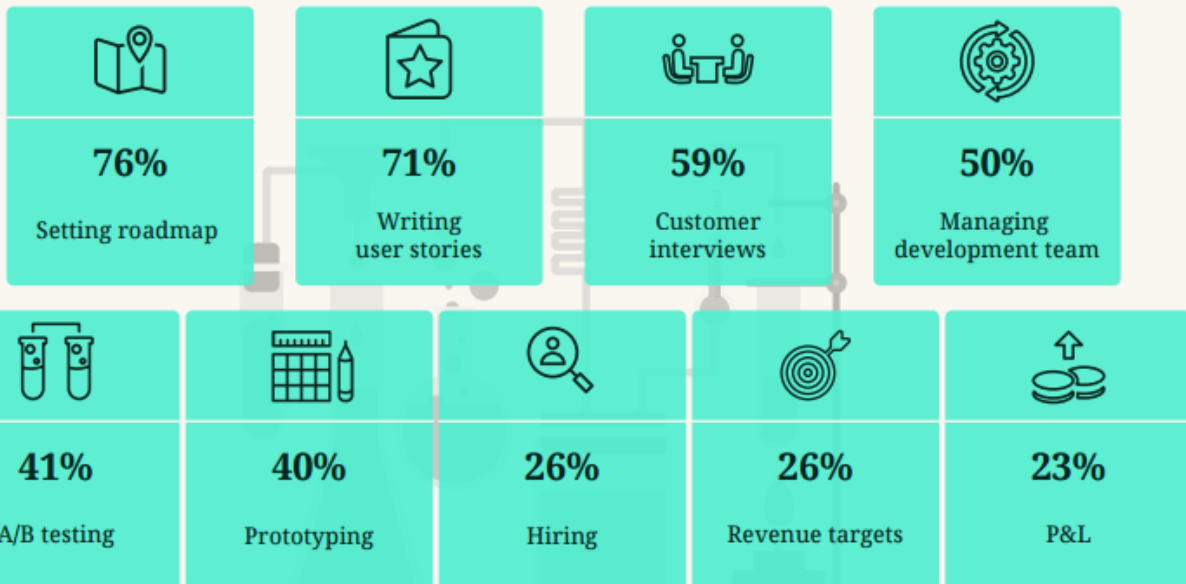 76%
71%
59%
50%
Setting roadmap
Writing
user stories
Customer
interviews
Managing
development team
41%
40%
26%
26%
23%
A/B testing
Prototyping
Hiring
Revenue targets
P&L